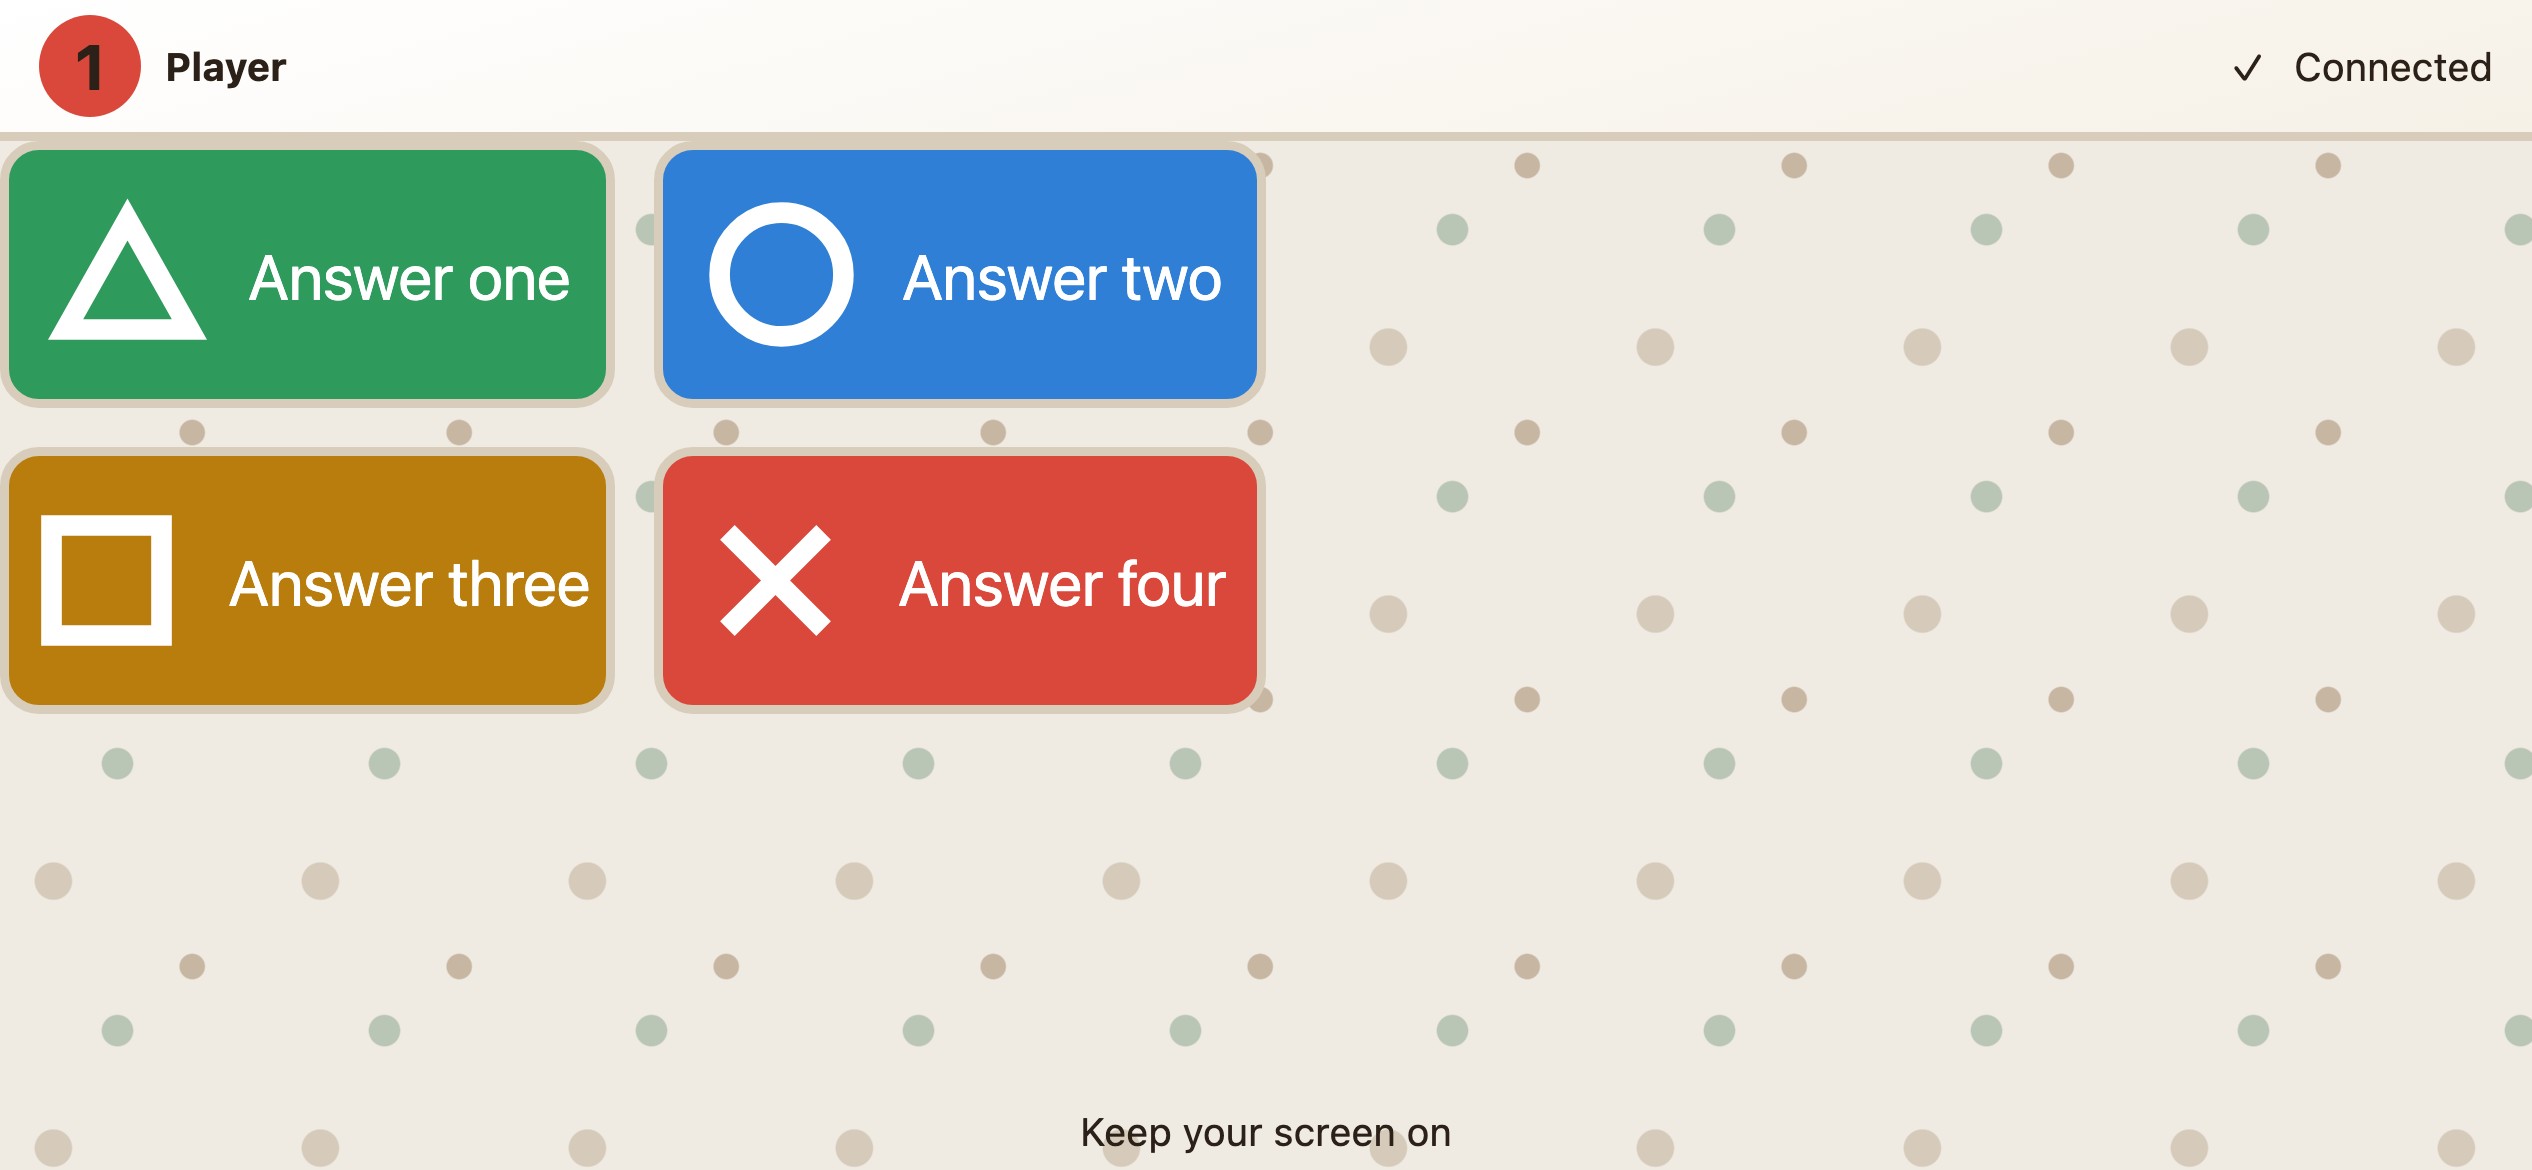 1 Player
✓ Connected
Answer one
Answer two
Answer three
Answer four
Keep your screen on